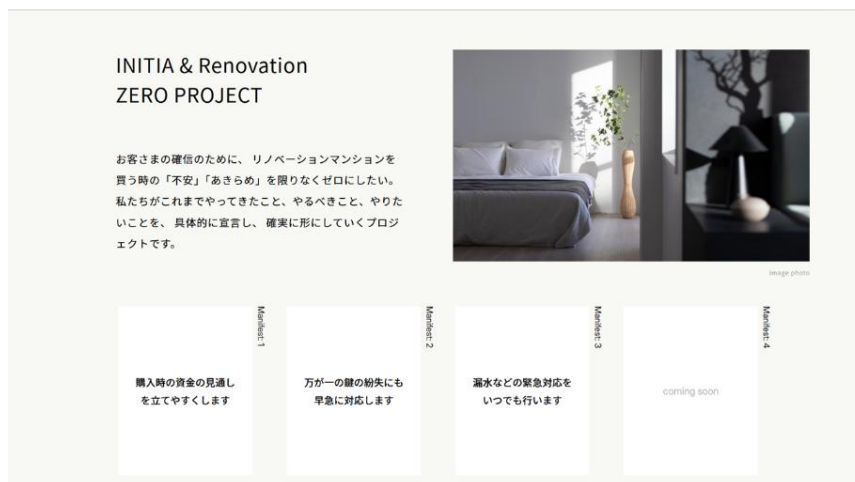 INITIA & Renovation
ZERO PROJECT
お客さまの確信のために、 リノベーションマンションを
買う時の「不安」「あきらめ」を限りなくゼロにしたい。
私たちがこれまでやってきたこと、やるべきこと、やりた
いことを、 具体的に宣言し、 確実に形にしていくプロジ
ェクトです。
image photo
Manifest: 1
購入時の資金の見通し
を立てやすくします
Manifest: 2
万が一の鍵の紛失にも
早急に対応します
Manifest: 3
漏水などの緊急対応を
いつでも行います
Manifest: 4
coming soon